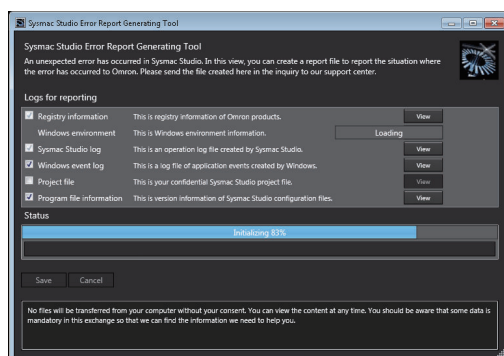 Sysmac Studio Error Report Generating Tool
Sysmac Studio Error Report Generating Tool
An unexpected error has occurred in Sysmac Studio. In this view, you can create a report file to report the situation where
the error has occurred to Omron. Please send the file created here in the inquiry to our support center.
Logs for reporting
Registry information This is registry information of Omron products. View
Windows environment This is Windows environment information. Loading
Sysmac Studio log This is an operation log file created by Sysmac Studio. View
Windows event log This is a log file of application events created by Windows. View
Project file This is your confidential Sysmac Studio project file. View
Program file information This is version information of Sysmac Studio configuration files. View
Status
Initializing 83%
Save Cancel
No files will be transferred from your computer without your consent. You can view the content at any time. You should be aware that some data is
mandatory in this exchange so that we can find the information we need to help you.